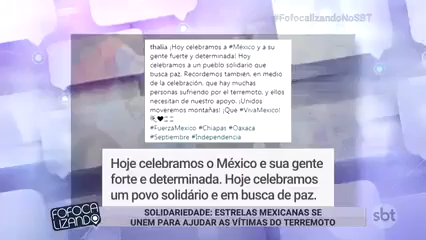 #FofocalizandoNoSBT
thalia ¡Hoy celebramos a #México y a su
gente fuerte y determinada! Hoy
celebramos a un pueblo solidario que
busca paz. Recordemos también, en medio
de la celebración, que hay muchas
personas sufriendo por el terremoto, y ellos
necesitan de nuestro apoyo. ¡Unidos
moveremos montañas! ¡Que #VivaMexico!
#FuerzaMexico #Chiapas #Oaxaca
#Septiembre #Independencia
Hoje celebramos o México e sua gente
forte e determinada. Hoje celebramos
um povo solidário e em busca de paz.
FOFOCA
LIZANDO
SOLIDARIEDADE: ESTRELAS MEXICANAS SE
UNEM PARA AJUDAR AS VÍTIMAS DO TERREMOTO
sbt